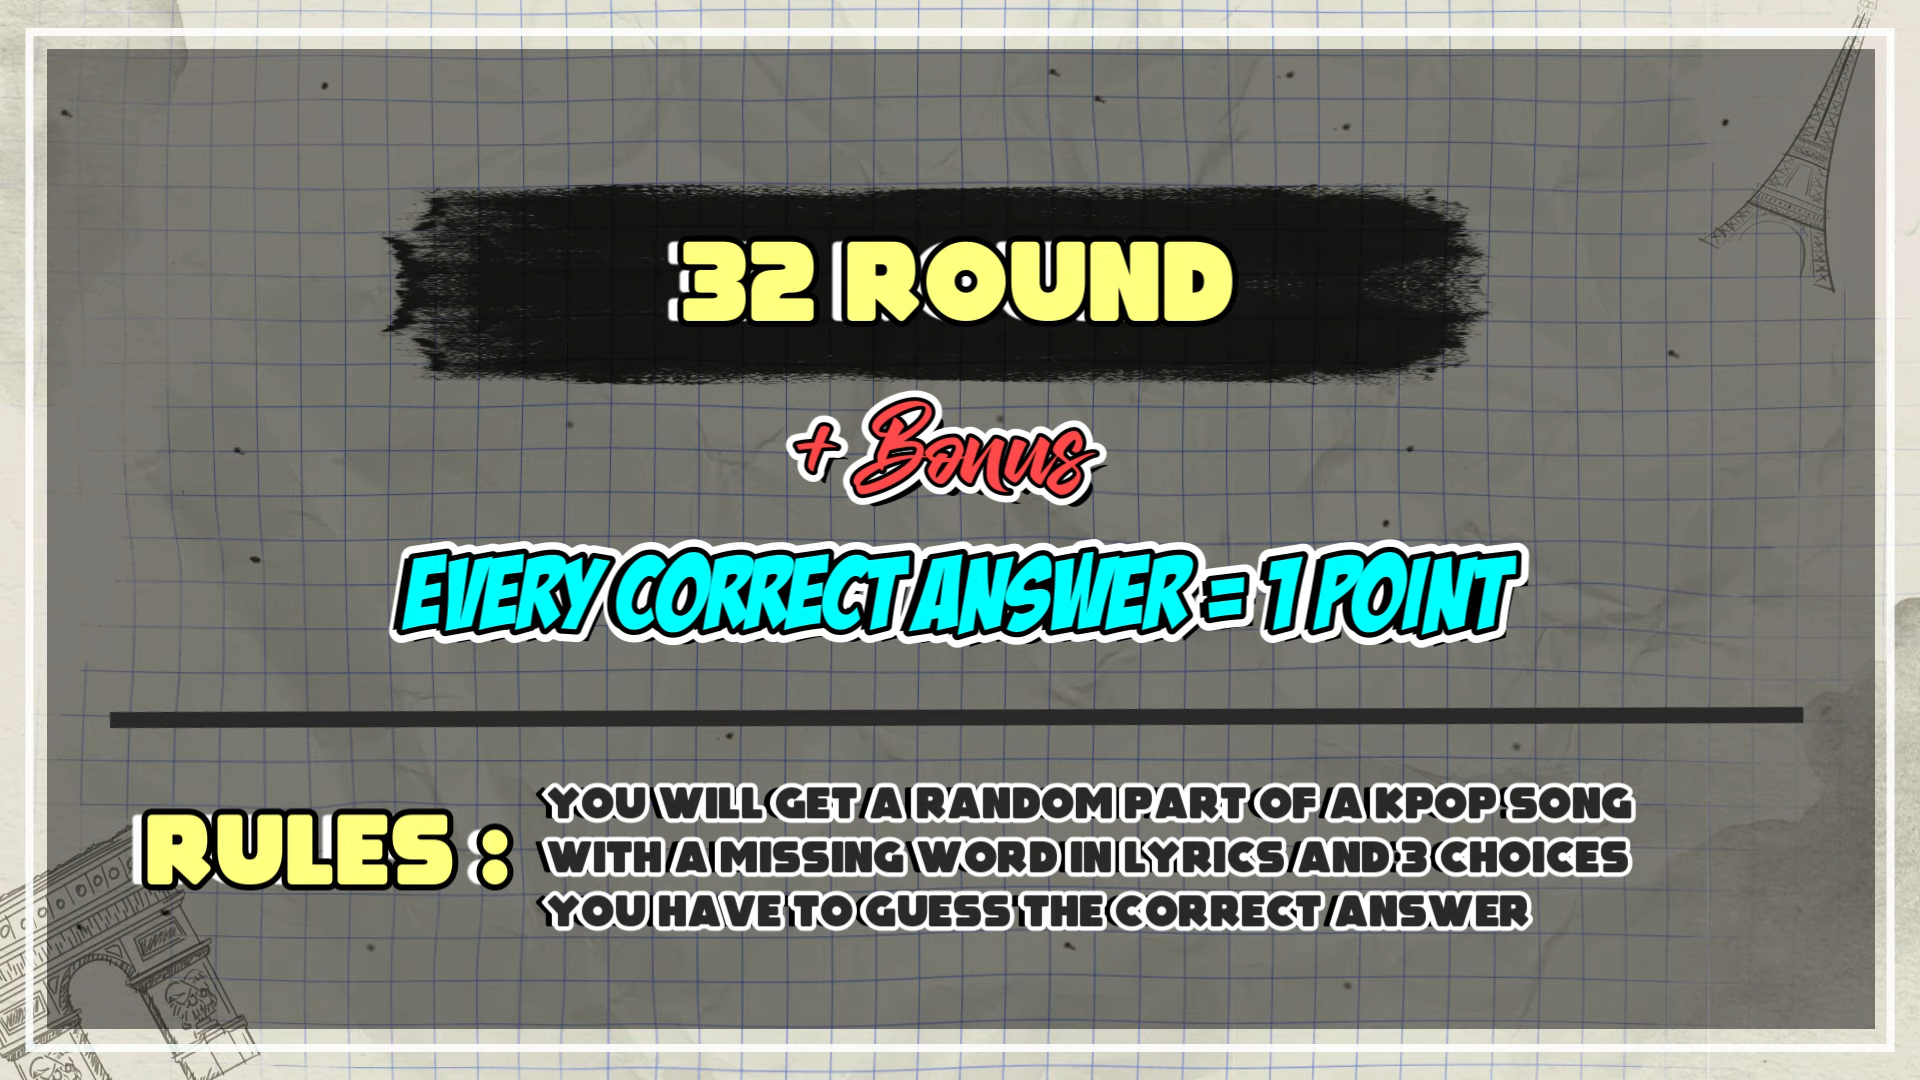 32 ROUND
+ Bonus
EVERY CORRECT ANSWER = 1 POINT
RULES :
YOU WILL GET A RANDOM PART OF A KPOP SONG
WITH A MISSING WORD IN LYRICS AND 3 CHOICES
YOU HAVE TO GUESS THE CORRECT ANSWER